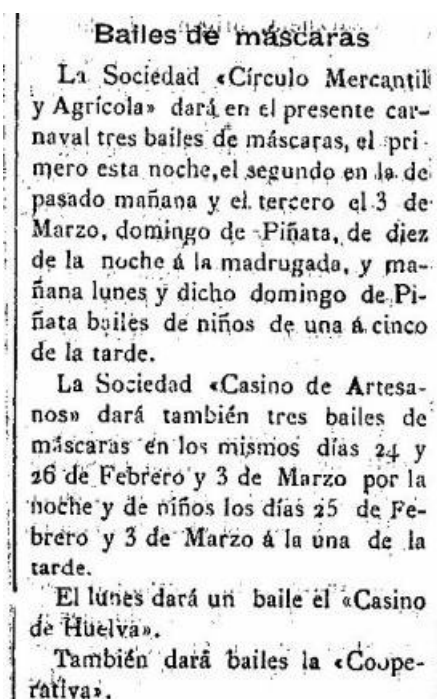 Bailes de máscaras
La Sociedad «Círculo Mercantil
y Agrícola» dará en el presente car-
naval tres bailes de máscaras, el pri-
mero esta noche, el segundo en la de
pasado mañana y el tercero el 3 de
Marzo, domingo de Piñata, de diez
de la noche á la madrugada, y ma-
ñana lunes y dicho domingo de Pi-
ñata bailes de niños de una á cinco
de la tarde.
La Sociedad «Casino de Artesa-
nos» dará también tres bailes de
máscaras en los mismos días 24 y
26 de Febrero y 3 de Marzo por la
noche y de niños los días 25 de Fe-
brero y 3 de Marzo á la una de la
tarde.
El lunes dará un baile el «Casino
de Huelva».
También dará bailes la «Coope-
rativa».